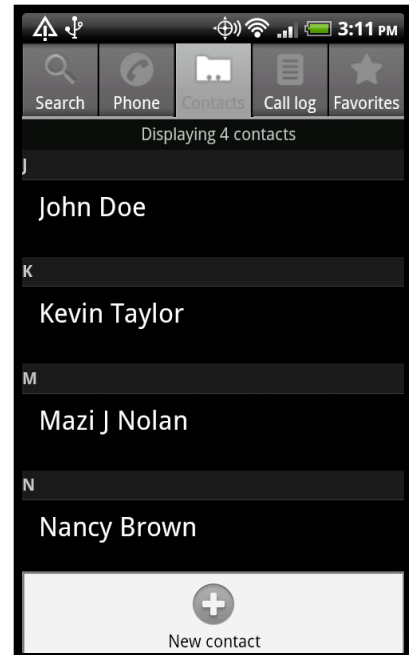 3:11 PM
Search Phone Contacts Call log Favorites
Displaying 4 contacts
J
John Doe
K
Kevin Taylor
M
Mazi J Nolan
N
Nancy Brown
New contact